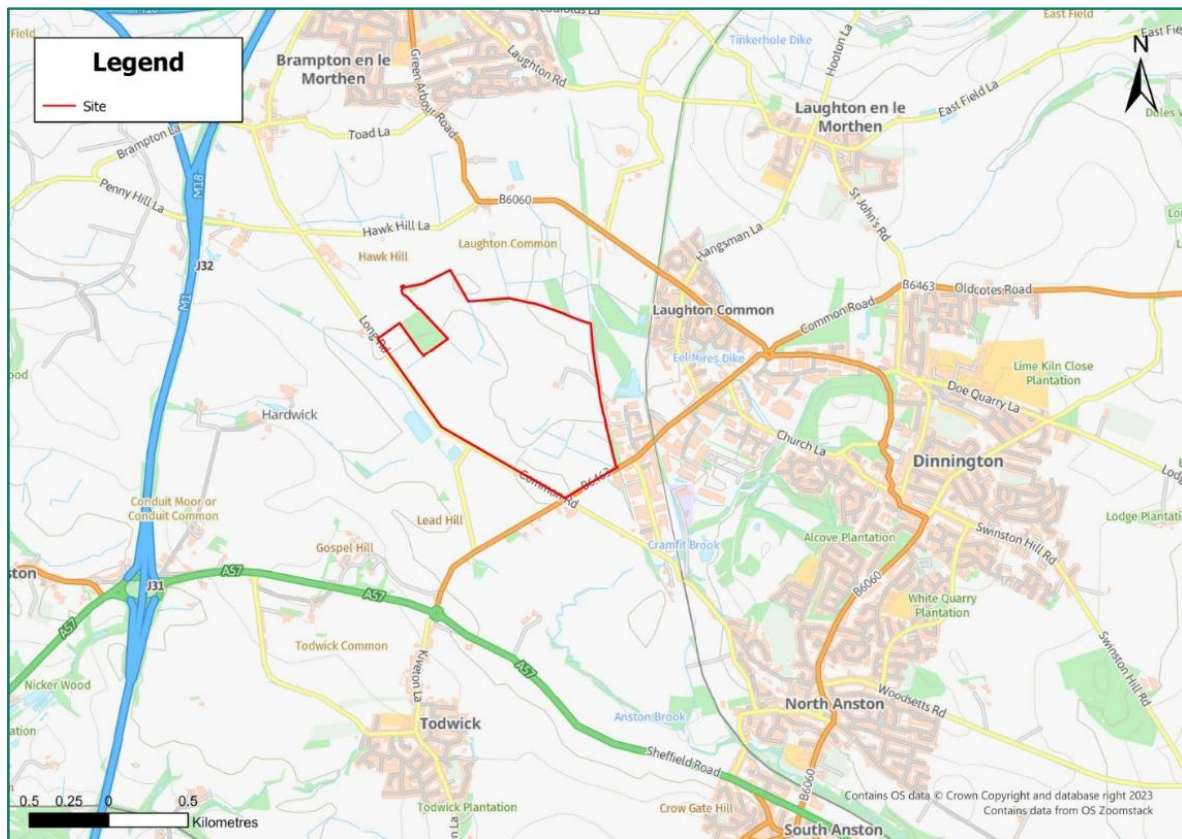 Legend
Site
East Field
Tinkerhole Dike
Hooton La
East Field
East Field La
Brampton en le
Morthen
Green Arbour Road
Laughton Rd
Laughton en le
Morthen
Toad La
Brampton La
Penny Hill La
M18
N
St John's Rd
B6060
Hawk Hill La
Laughton Common
Hangsman La
Hawk Hill
J32
M1
Long Rd
B6463
Oldcotes Road
Common Road
Laughton Common
Eel Mires Dike
Lime Kiln Close
Plantation
Doe Quarry La
Hardwick
Church La
Dinnington
Common Rd
B6463
Conduit Moor or
Conduit Common
Lead Hill
Lodge Plantation
Swinston Hill Rd
Alcove Plantation
Cramfit Brook
Gospel Hill
J31
A57
A57
A57
A57
B6060
White Quarry
Plantation
Todwick Common
Kiveton La
Swinston Hill Rd
Nicker Wood
Woodsetts Rd
North Anston
Anston Brook
Todwick
Sheffield Road
B6060
Todwick Plantation
Crow Gate Hill
South Anston
0.5 0.25 0 0.5
Kilometres
Contains OS data © Crown Copyright and database right 2023
Contains data from OS Zoomstack